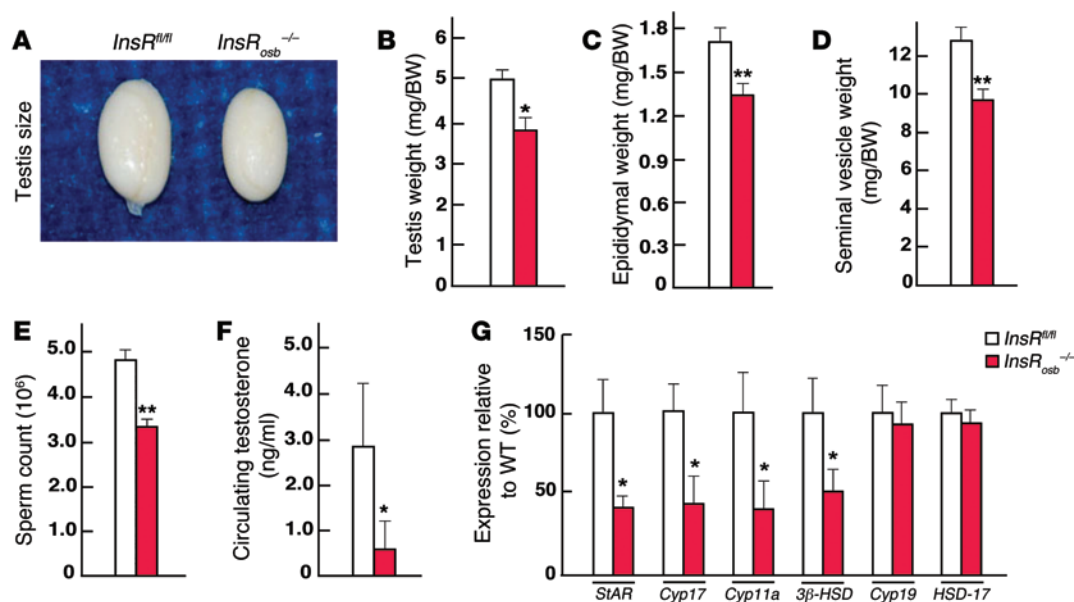 A
InsR^fl/fl
InsR_osb^−/−
Testis size
B
Testis weight (mg/BW)
6
5
4
3
2
1
0
*
C
Epididymal weight (mg/BW)
1.8
1.5
1.2
0.9
0.6
0.3
0
**
D
Seminal vesicle weight
(mg/BW)
12
10
8
6
4
2
0
**
E
Sperm count (10⁶)
5.0
4.0
3.0
2.0
1.0
0
**
F
Circulating testosterone
(ng/ml)
5.0
4.0
3.0
2.0
1.0
0
*
G
Expression relative
to WT (%)
150
100
50
0
* * * *
StAR Cyp17 Cyp11a 3β-HSD Cyp19 HSD-17
InsR^fl/fl
InsR_osb^−/−